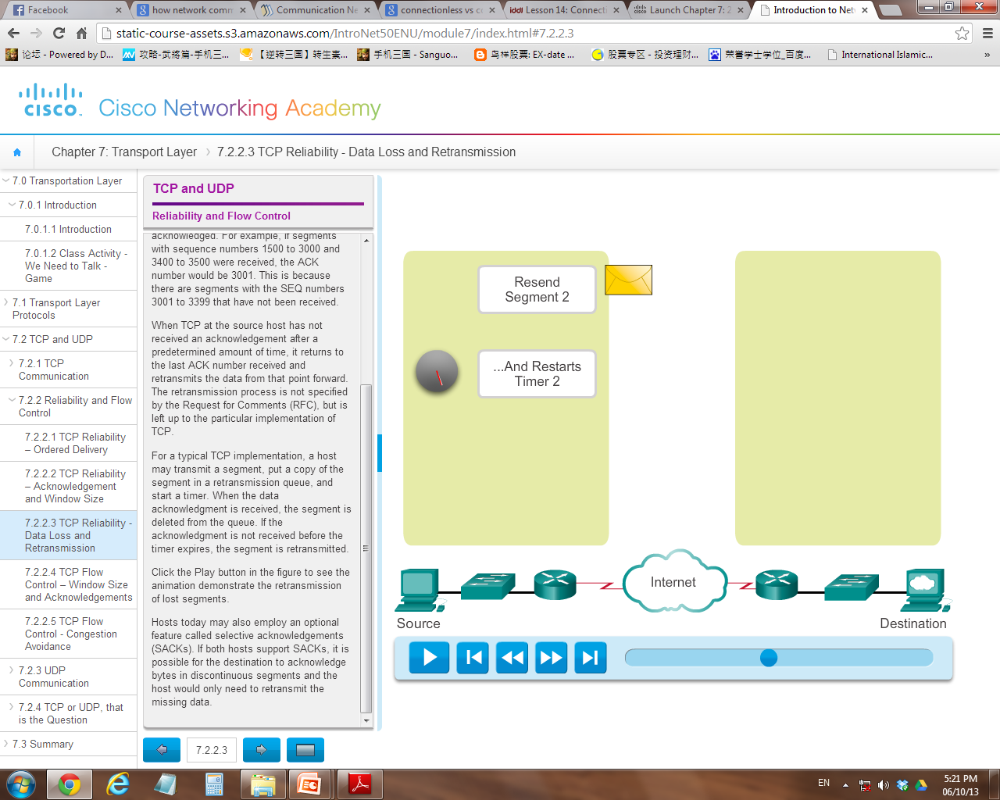 Facebook
how network comm
Communication Ne
connectionless vs c
iddl Lesson 14: Connecti
Launch Chapter 7: 2
Introduction to Net
static-course-assets.s3.amazonaws.com/IntroNet50ENU/module7/index.html#7.2.2.3
论坛 - Powered by D...
攻略-武將篇-手机三...
【逆转三国】转生素...
手机三国 - Sanguo...
鸟样股票: EX-date ...
股票专区 - 投资理财...
荣誉学士学位_百度...
International Islamic...
»
CISCO
Cisco Networking Academy
Chapter 7: Transport Layer
7.2.2.3 TCP Reliability - Data Loss and Retransmission
7.0 Transportation Layer
7.0.1 Introduction
7.0.1.1 Introduction
7.0.1.2 Class Activity -
We Need to Talk -
Game
7.1 Transport Layer
Protocols
7.2 TCP and UDP
7.2.1 TCP
Communication
7.2.2 Reliability and Flow
Control
7.2.2.1 TCP Reliability
– Ordered Delivery
7.2.2.2 TCP Reliability
– Acknowledgement
and Window Size
7.2.2.3 TCP Reliability -
Data Loss and
Retransmission
7.2.2.4 TCP Flow
Control – Window Size
and Acknowledgements
7.2.2.5 TCP Flow
Control - Congestion
Avoidance
7.2.3 UDP
Communication
7.2.4 TCP or UDP, that
is the Question
7.3 Summary
TCP and UDP
Reliability and Flow Control
acknowledged. For example, if segments
with sequence numbers 1500 to 3000 and
3400 to 3500 were received, the ACK
number would be 3001. This is because
there are segments with the SEQ numbers
3001 to 3399 that have not been received.
When TCP at the source host has not
received an acknowledgement after a
predetermined amount of time, it returns to
the last ACK number received and
retransmits the data from that point forward.
The retransmission process is not specified
by the Request for Comments (RFC), but is
left up to the particular implementation of
TCP.
For a typical TCP implementation, a host
may transmit a segment, put a copy of the
segment in a retransmission queue, and
start a timer. When the data
acknowledgment is received, the segment is
deleted from the queue. If the
acknowledgment is not received before the
timer expires, the segment is retransmitted.
Click the Play button in the figure to see the
animation demonstrate the retransmission
of lost segments.
Hosts today may also employ an optional
feature called selective acknowledgements
(SACKs). If both hosts support SACKs, it is
possible for the destination to acknowledge
bytes in discontinuous segments and the
host would only need to retransmit the
missing data.
7.2.2.3
Resend
Segment 2
...And Restarts
Timer 2
Internet
Source
Destination
EN
5:21 PM
06/10/13